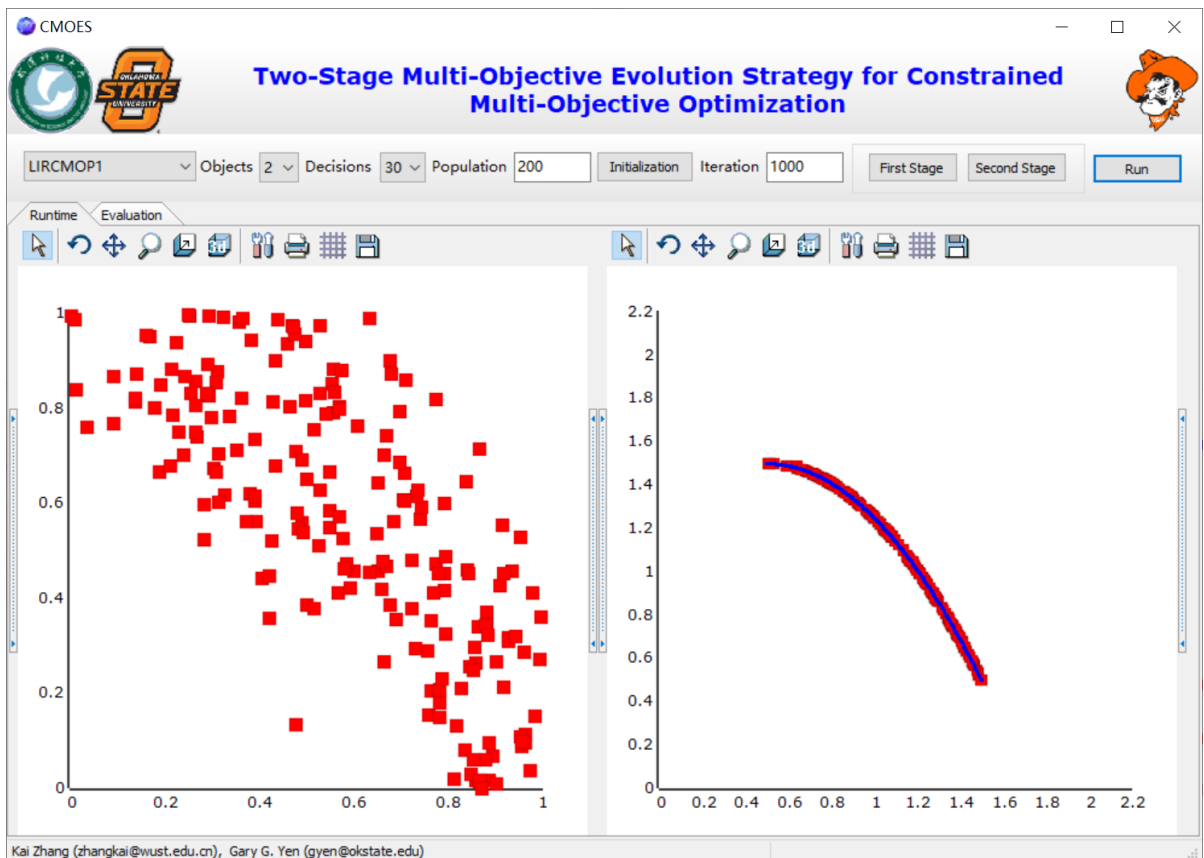 CMOES
OKLAHOMA
STATE
UNIVERSITY
Two-Stage Multi-Objective Evolution Strategy for Constrained
Multi-Objective Optimization
LIRCMOP1 Objects 2 Decisions 30 Population 200 Initialization Iteration 1000 First Stage Second Stage Run
Runtime Evaluation
3D 3D
1
0.8
0.6
0.4
0.2
0
0 0.2 0.4 0.6 0.8 1
2.2
2
1.8
1.6
1.4
1.2
1
0.8
0.6
0.4
0.2
0
0 0.2 0.4 0.6 0.8 1 1.2 1.4 1.6 1.8 2 2.2
Kai Zhang (zhangkai@wust.edu.cn), Gary G. Yen (gyen@okstate.edu)